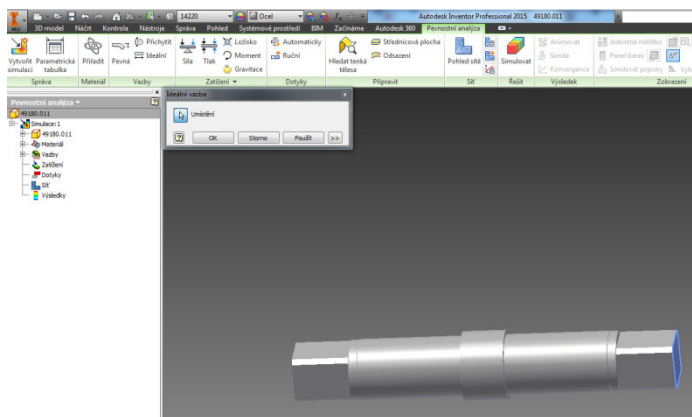 14220 Ocel Autodesk Inventor Professional 2015 49180.011
PRO 3D model Náčrt Kontrola Nástroje Správa Pohled Systémové prostředí BIM Začínáme Autodesk 360 Pevnostní analýza
Přichytit Ložisko Automaticky Střednicová plocha Animovat Jednotné měřítko
Ideální Moment Ruční Odsazení Sonda Panel barev
Vytvořit Parametrická Přiřadit Pevná Síla Tlak Gravitace Hledat tenká Pohled sítě Simulovat Konvergence Sondovat popisky
simulaci tabulka tělesa
Správa Materiál Vazby Zatížení Dotyky Připravit Síť Řešit Výsledek Zobrazení
Pevnostní analýza
49180.011
Simulace:1
49180.011
Materiál
Vazby
Zatížení
Dotyky
Síť
Výsledky
Ideální vazba
Umístění
OK Storno Použít >>